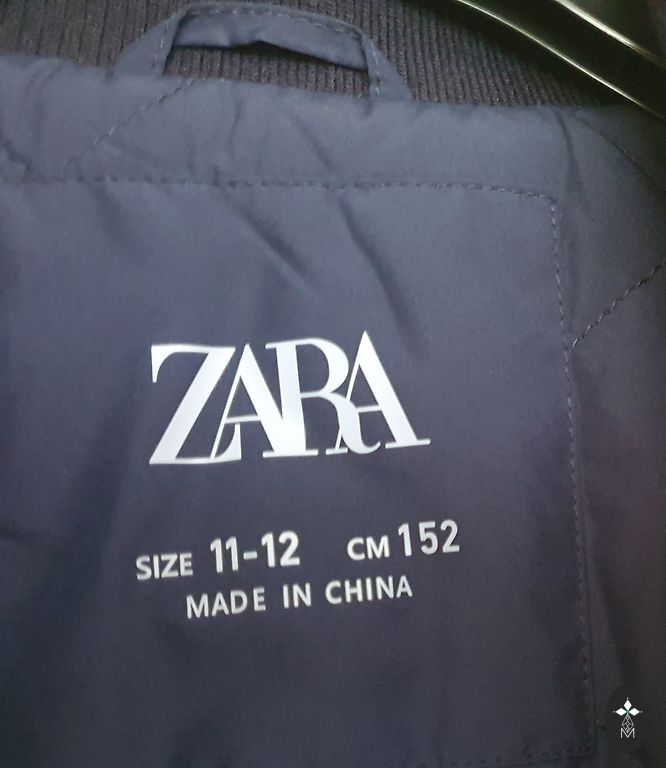 ZARA
SIZE 11-12 CM 152
MADE IN CHINA
M